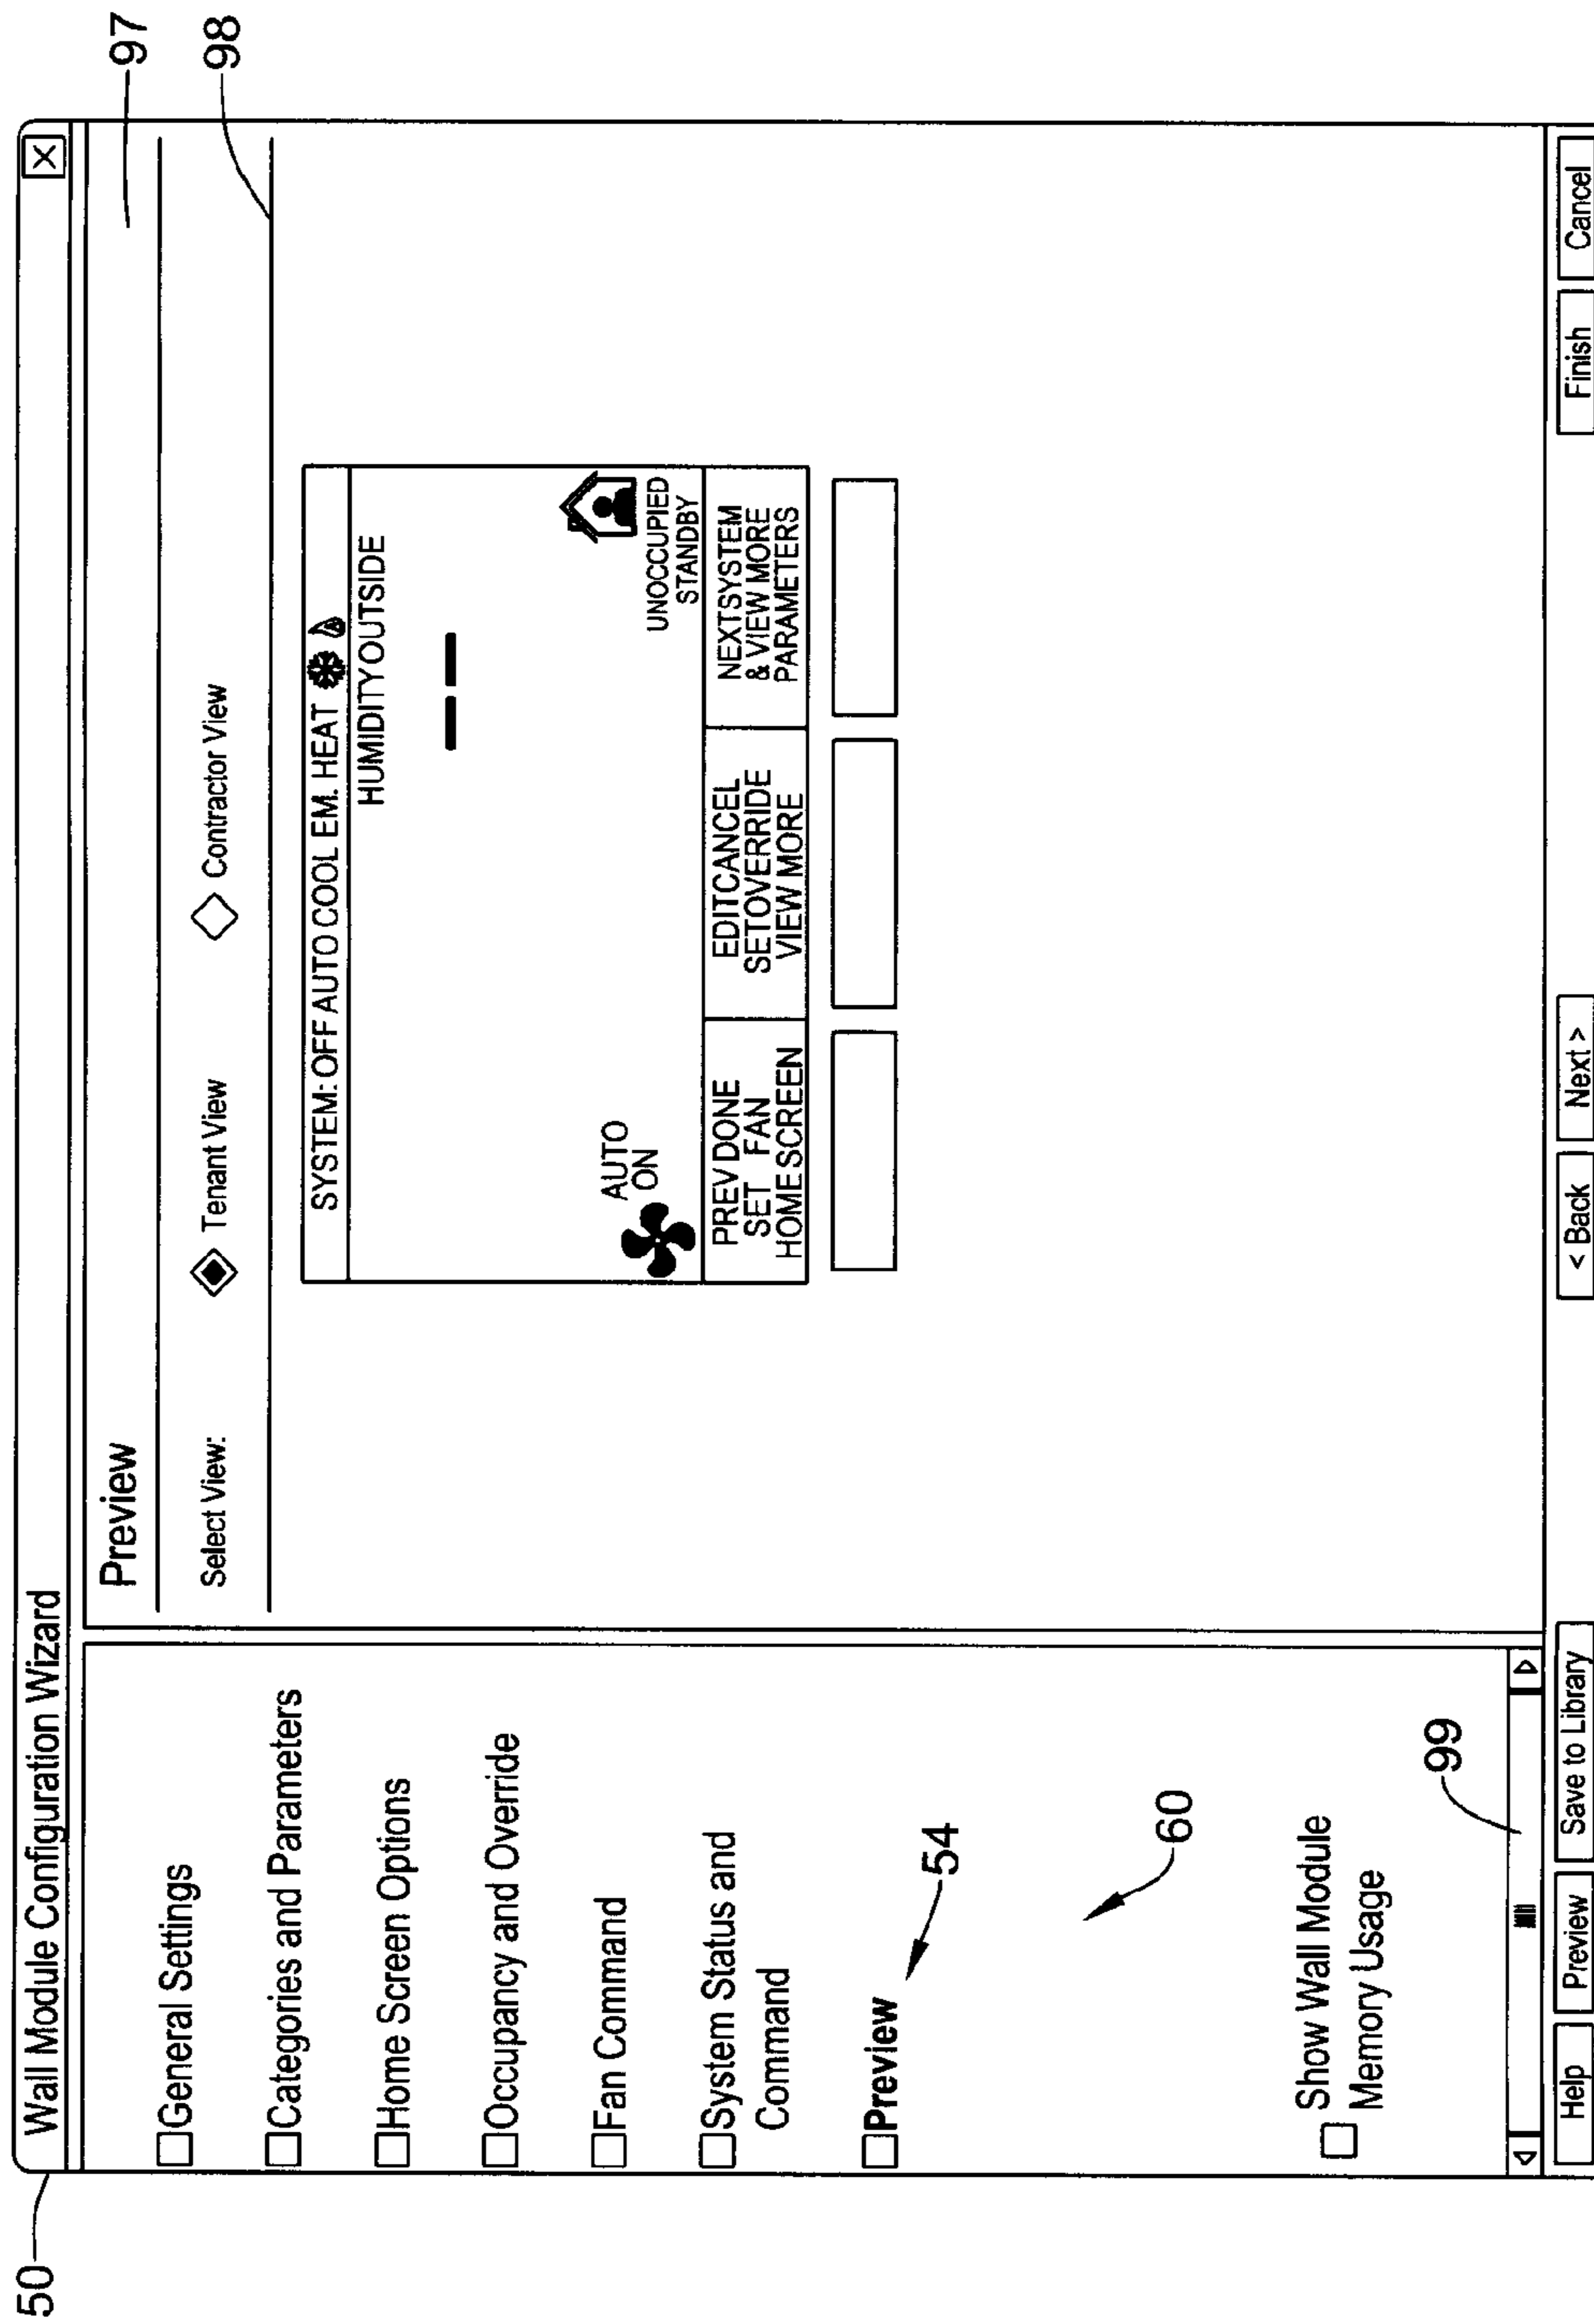 50
Wall Module Configuration Wizard
X
General Settings
Categories and Parameters
Home Screen Options
Occupancy and Override
Fan Command
System Status and
Command
Preview
54
60
Show Wall Module
Memory Usage
99
Preview
97
Select View:
Tenant View
Contractor View
98
SYSTEM: OFF AUTO COOL EM. HEAT
HUMIDITY OUTSIDE
– –
AUTO
ON
UNOCCUPIED
STANDBY
PREV DONE
SET FAN
HOME SCREEN
EDITCANCEL
SETOVERRIDE
VIEW MORE
NEXTSYSTEM
& VIEW MORE
PARAMETERS
Help
Preview
Save to Library
< Back
Next >
Finish
Cancel